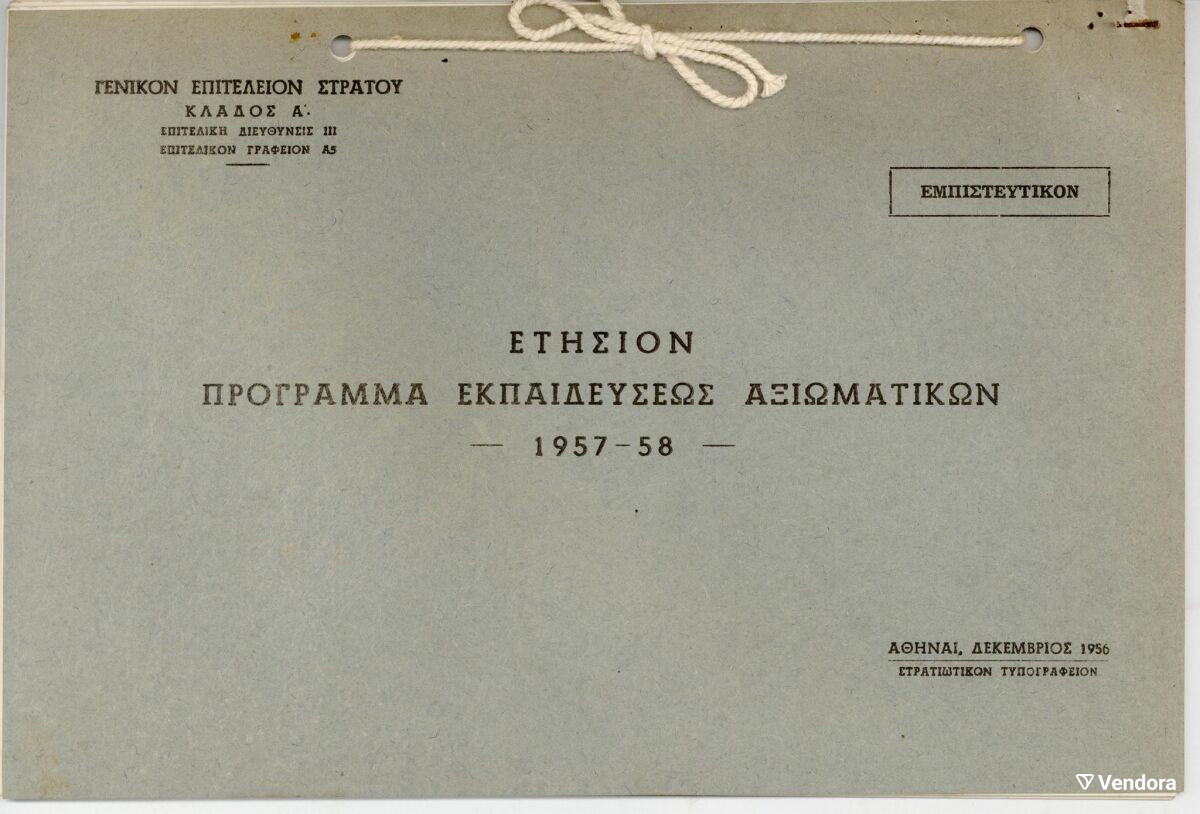 ΓΕΝΙΚΟΝ ΕΠΙΤΕΛΕΙΟΝ ΣΤΡΑΤΟΥ
ΚΛΑΔΟΣ Α΄.
ΕΠΙΤΕΛΙΚΗ ΔΙΕΥΘΥΝΣΙΣ ΙΙΙ
ΕΠΙΤΕΛΙΚΟΝ ΓΡΑΦΕΙΟΝ Α5
ΕΜΠΙΣΤΕΥΤΙΚΟΝ
ΕΤΗΣΙΟΝ
ΠΡΟΓΡΑΜΜΑ ΕΚΠΑΙΔΕΥΣΕΩΣ ΑΞΙΩΜΑΤΙΚΩΝ
— 1957-58 —
ΑΘΗΝΑΙ, ΔΕΚΕΜΒΡΙΟΣ 1956
ΣΤΡΑΤΙΩΤΙΚΟΝ ΤΥΠΟΓΡΑΦΕΙΟΝ
Vendora